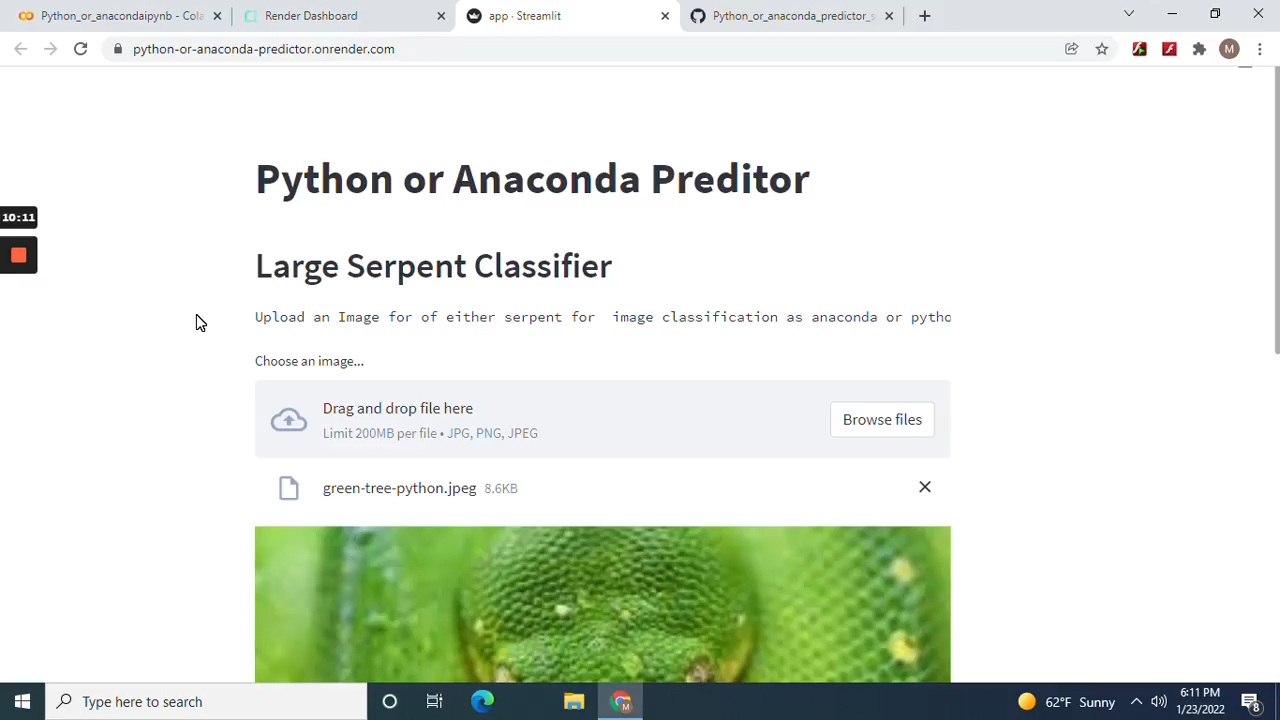 Python_or_anacondaipynb - Cola
Render Dashboard
app · Streamlit
Python_or_anaconda_predictor_s
python-or-anaconda-predictor.onrender.com
M
Python or Anaconda Preditor
10:11
Large Serpent Classifier
Upload an Image for of either serpent for  image classification as anaconda or pytho
Choose an image...
Drag and drop file here
Limit 200MB per file • JPG, PNG, JPEG
Browse files
green-tree-python.jpeg 8.6KB
Type here to search
62°F Sunny
6:11 PM
1/23/2022
8